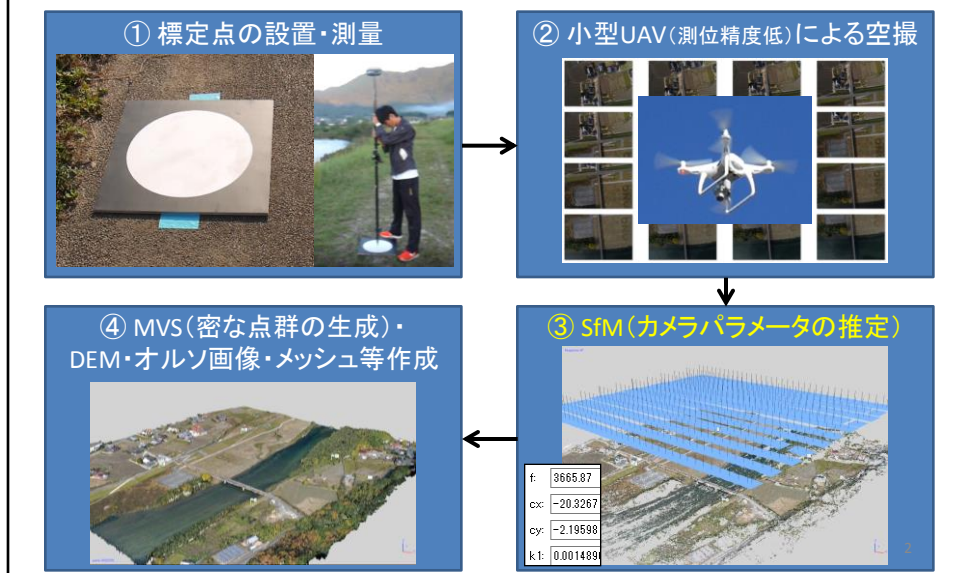 ① 標定点の設置・測量
② 小型UAV(測位精度低)による空撮
④ MVS(密な点群の生成)・
DEM・オルソ画像・メッシュ等作成
③ SfM(カメラパラメータの推定)
f: 3665.87
cx: -20.3267
cy: -2.19598
k1: 0.001489
2